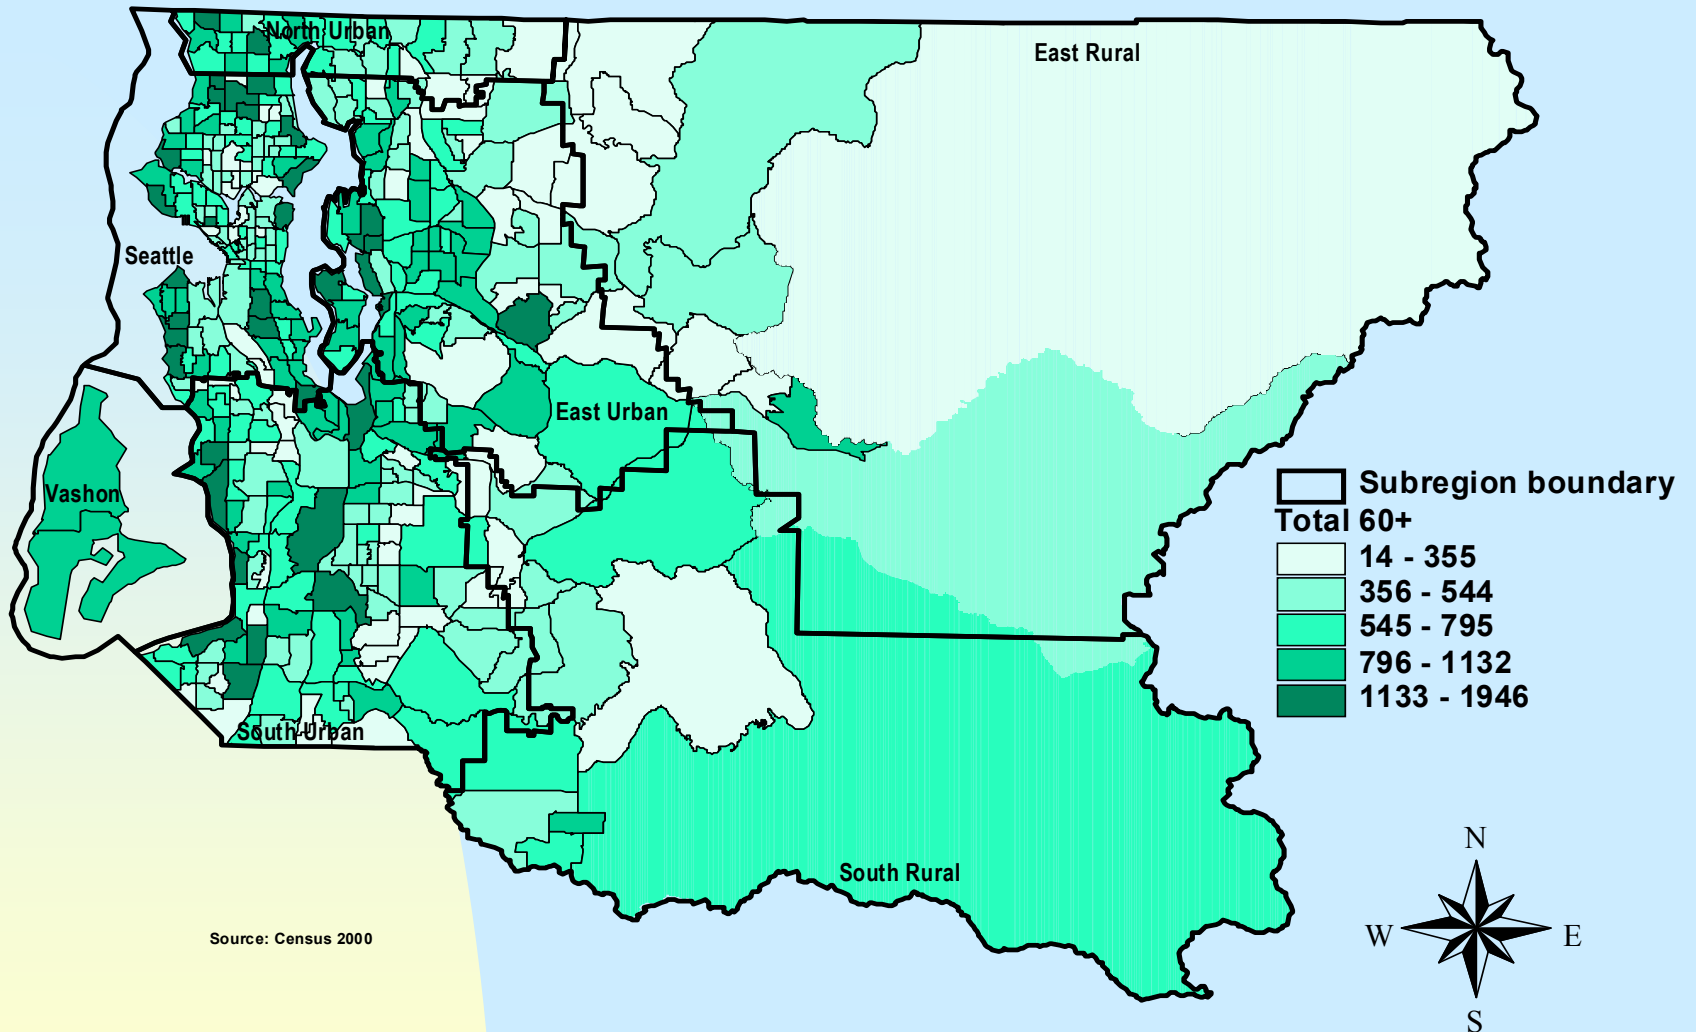 North Urban
East Rural
Seattle
East Urban
Vashon
South Urban
South Rural
Subregion boundary
Total 60+
14 - 355
356 - 544
545 - 795
796 - 1132
1133 - 1946
N
W
E
S
Source: Census 2000